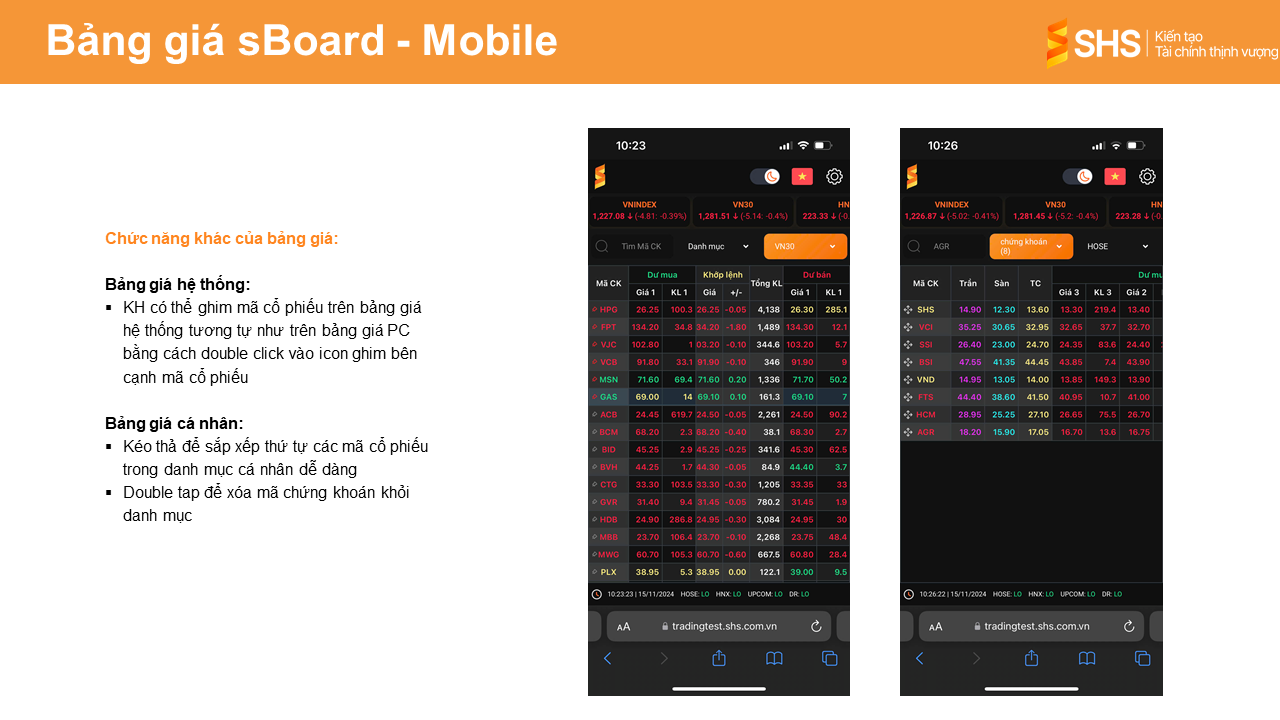 Bảng giá sBoard - Mobile
SHS
Kiến tạo
Tài chính thịnh vượng
Chức năng khác của bảng giá:
Bảng giá hệ thống:
▪ KH có thể ghim mã cổ phiếu trên bảng giá
hệ thống tương tự như trên bảng giá PC
bằng cách double click vào icon ghim bên
cạnh mã cổ phiếu
Bảng giá cá nhân:
▪ Kéo thả để sắp xếp thứ tự các mã cổ phiếu
trong danh mục cá nhân dễ dàng
▪ Double tap để xóa mã chứng khoán khỏi
danh mục
10:23
VNINDEX VN30 HN
1,227.08 ↓ (-4.81: -0.39%) 1,281.51 ↓ (-5.14: -0.4%) 223.33 ↓ (-0.
Tìm Mã CK Danh mục VN30
Mã CK Dư mua Khớp lệnh Tổng KL Dư bán
Giá 1 KL 1 Giá +/- Giá 1 KL 1
HPG 26.25 100.3 26.25 -0.05 4,138 26.30 285.1
FPT 134.20 34.8 34.20 -1.80 1,489 134.30 12.1
VJC 102.80 1 03.20 -0.10 344.6 103.20 5.7
VCB 91.80 33.1 91.90 -0.10 346 91.90 9
MSN 71.60 69.4 71.60 0.20 1,336 71.70 50.2
GAS 69.00 14 69.10 0.10 161.3 69.10 7
ACB 24.45 619.7 24.50 -0.05 2,261 24.50 90.2
BCM 68.20 2.3 68.20 -0.40 38.1 68.30 2.7
BID 45.25 2.9 45.25 -0.25 341.6 45.30 62.5
BVH 44.25 1.7 44.30 -0.05 84.9 44.40 3.7
CTG 33.30 103.5 33.30 -0.30 1,205 33.35 33
GVR 31.40 9.4 31.45 -0.05 780.2 31.45 1.9
HDB 24.90 286.8 24.95 -0.30 3,084 24.95 30
MBB 23.70 106.4 23.70 -0.10 2,268 23.75 48.4
MWG 60.70 105.3 60.70 -0.60 667.5 60.80 28.4
PLX 38.95 5.3 38.95 0.00 122.1 39.00 9.5
10:23:23 | 15/11/2024 HOSE: LO HNX: LO UPCOM: LO DR: LO
AA tradingtest.shs.com.vn
10:26
VNINDEX VN30 HN
1,226.87 ↓ (-5.02: -0.41%) 1,281.45 ↓ (-5.2: -0.4%) 223.28 ↓ (-0.
AGR chứng khoán (8) HOSE
Mã CK Trần Sàn TC Dư mu
Giá 3 KL 3 Giá 2
SHS 14.90 12.30 13.60 13.30 219.4 13.40
VCI 35.25 30.65 32.95 32.65 37.7 32.70
SSI 26.40 23.00 24.70 24.35 83.6 24.40
BSI 47.55 41.35 44.45 43.85 7.4 43.90
VND 14.95 13.05 14.00 13.85 149.3 13.90
FTS 44.40 38.60 41.50 40.95 10.7 41.00
HCM 28.95 25.25 27.10 26.65 75.5 26.70
AGR 18.20 15.90 17.05 16.70 13.6 16.75
10:26:22 | 15/11/2024 HOSE: LO HNX: LO UPCOM: LO DR: LO
AA tradingtest.shs.com.vn